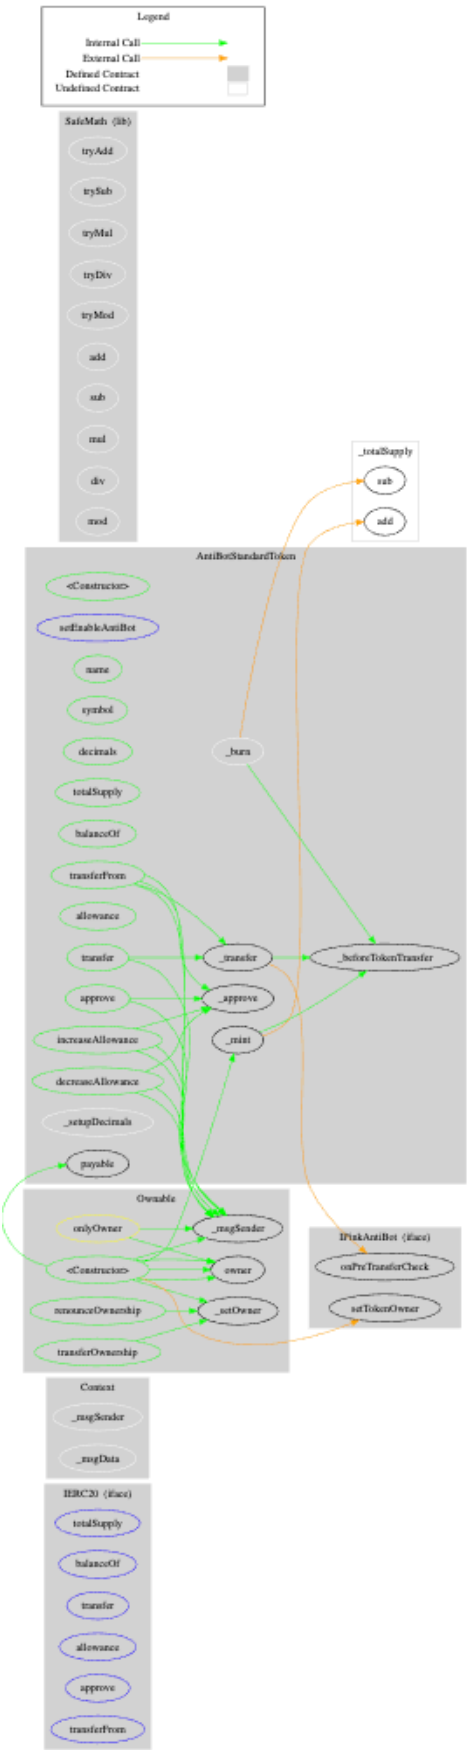 Legend
Internal Call
External Call
Defined Contract
Undefined Contract
SafeMath (lib)
tryAdd
trySub
tryMul
tryDiv
tryMod
add
sub
mul
div
mod
_totalSupply
sub
add
AntiBotStandardToken
<Constructor>
setEnableAntiBot
name
symbol
decimals
_burn
totalSupply
balanceOf
transferFrom
allowance
transfer
_transfer
_beforeTokenTransfer
approve
_approve
increaseAllowance
_mint
decreaseAllowance
_setupDecimals
payable
Ownable
onlyOwner
_msgSender
<Constructor>
owner
renounceOwnership
_setOwner
transferOwnership
IPinkAntiBot (iface)
onPreTransferCheck
setTokenOwner
Context
_msgSender
_msgData
IERC20 (iface)
totalSupply
balanceOf
transfer
allowance
approve
transferFrom